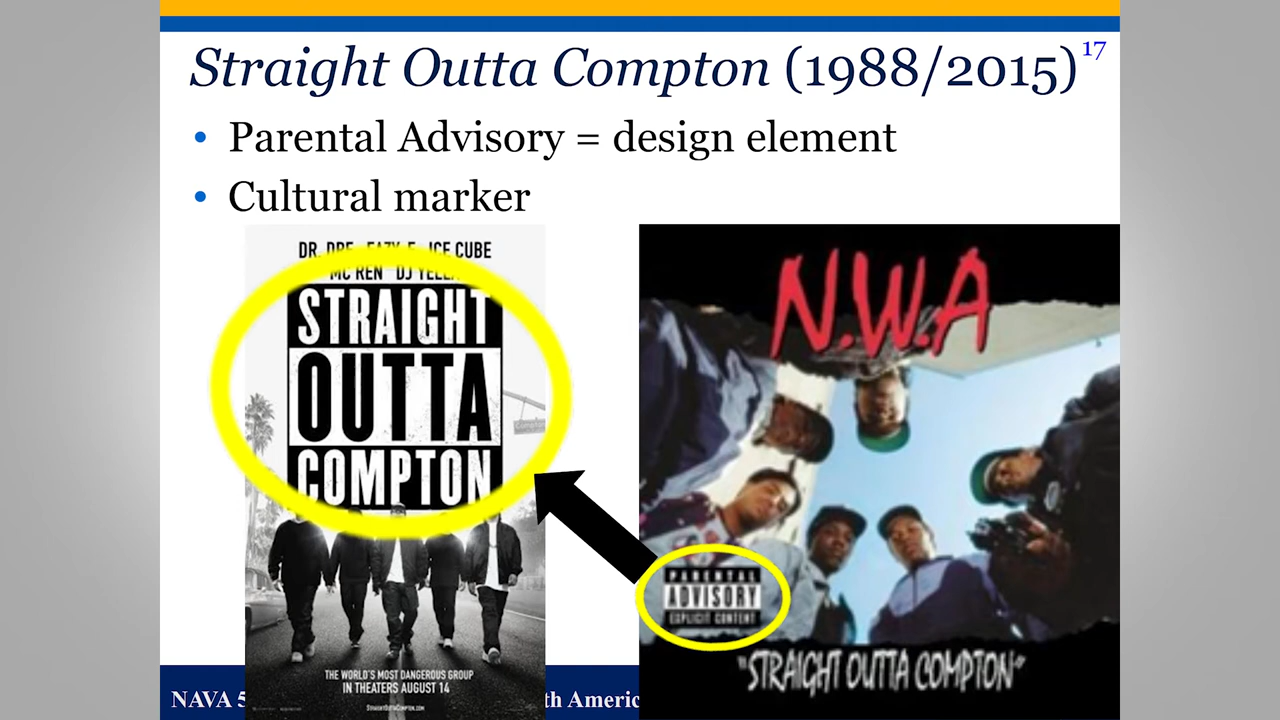 Straight Outta Compton (1988/2015)17
• Parental Advisory = design element
• Cultural marker
DR. DRE EAZY-E ICE CUBE
MC REN DJ YELLA
STRAIGHT
OUTTA
COMPTON
THE WORLD'S MOST DANGEROUS GROUP
IN THEATERS AUGUST 14
STRAIGHTOUTTACOMPTON.COM
N.W.A
PARENTAL
ADVISORY
EXPLICIT CONTENT
"STRAIGHT OUTTA COMPTON"
NAVA 5
th Americ